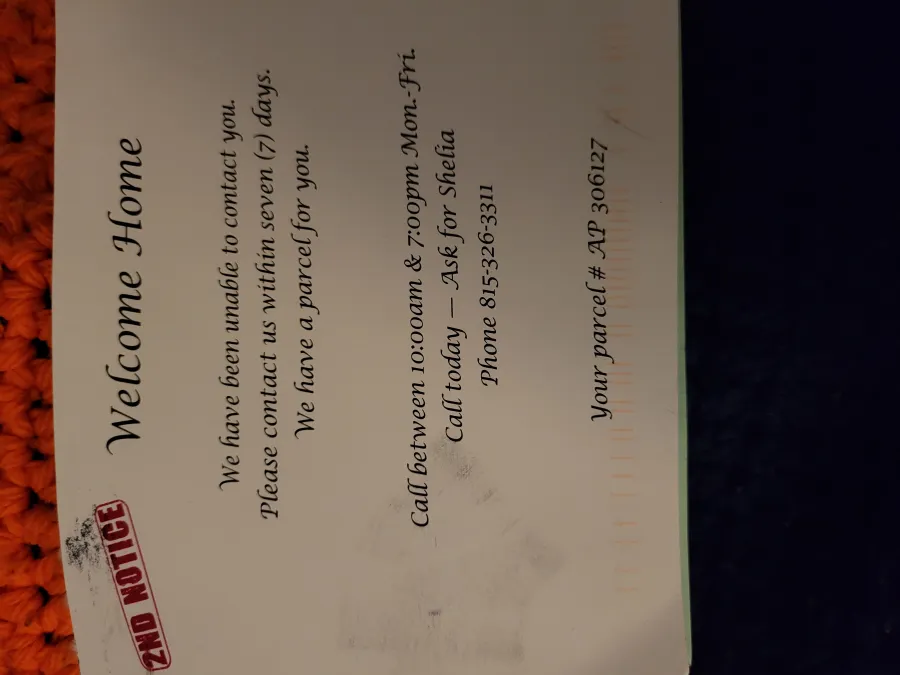 2ND NOTICE
Welcome Home
We have been unable to contact you.
Please contact us within seven (7) days.
We have a parcel for you.
Call between 10:00am & 7:00pm Mon.-Fri.
Call today — Ask for Shelia
Phone 815-326-3311
Your parcel # AP 306127